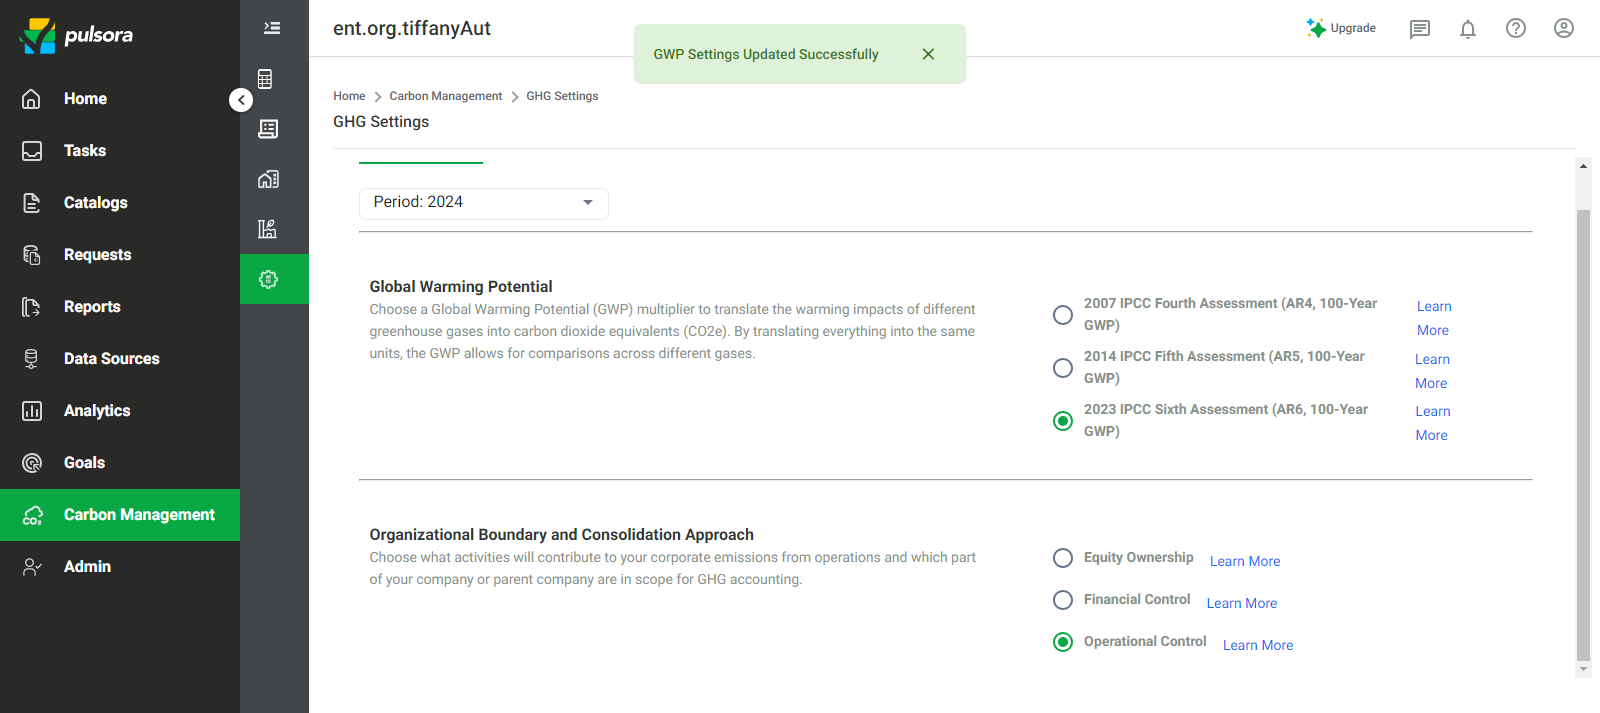 pulsora
Home
Tasks
Catalogs
Requests
Reports
Data Sources
Analytics
Goals
Carbon Management
Admin
ent.org.tiffanyAut
GWP Settings Updated Successfully
Upgrade
Home > Carbon Management > GHG Settings
GHG Settings
Period: 2024
Global Warming Potential
Choose a Global Warming Potential (GWP) multiplier to translate the warming impacts of different
greenhouse gases into carbon dioxide equivalents (CO2e). By translating everything into the same
units, the GWP allows for comparisons across different gases.
2007 IPCC Fourth Assessment (AR4, 100-Year
GWP)
Learn
More
2014 IPCC Fifth Assessment (AR5, 100-Year
GWP)
Learn
More
2023 IPCC Sixth Assessment (AR6, 100-Year
GWP)
Learn
More
Organizational Boundary and Consolidation Approach
Choose what activities will contribute to your corporate emissions from operations and which part
of your company or parent company are in scope for GHG accounting.
Equity Ownership Learn More
Financial Control Learn More
Operational Control Learn More